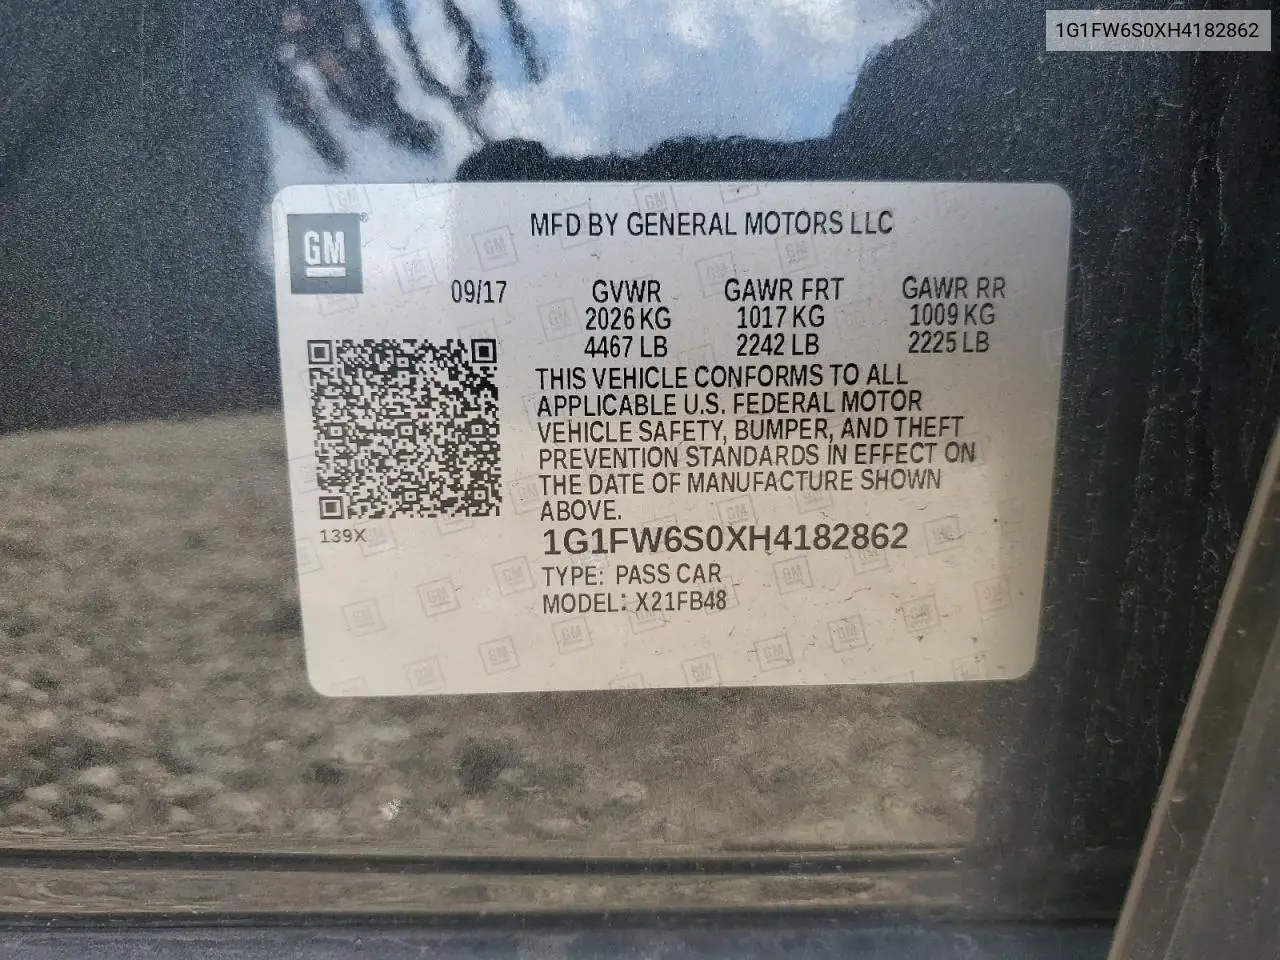 1G1FW6S0XH4182862
GM
MFD BY GENERAL MOTORS LLC
09/17
GVWR GAWR FRT GAWR RR
2026 KG 1017 KG 1009 KG
4467 LB 2242 LB 2225 LB
THIS VEHICLE CONFORMS TO ALL
APPLICABLE U.S. FEDERAL MOTOR
VEHICLE SAFETY, BUMPER, AND THEFT
PREVENTION STANDARDS IN EFFECT ON
THE DATE OF MANUFACTURE SHOWN
ABOVE.
139X
1G1FW6S0XH4182862
TYPE: PASS CAR
MODEL: X21FB48